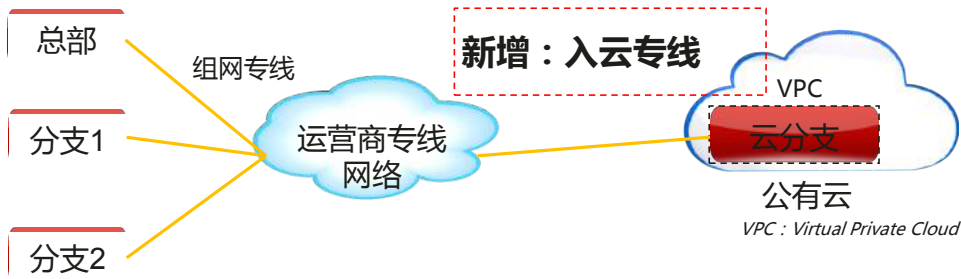 总部
组网专线
新增：入云专线
VPC
分支1
运营商专线
网络
云分支
公有云
VPC：Virtual Private Cloud
分支2